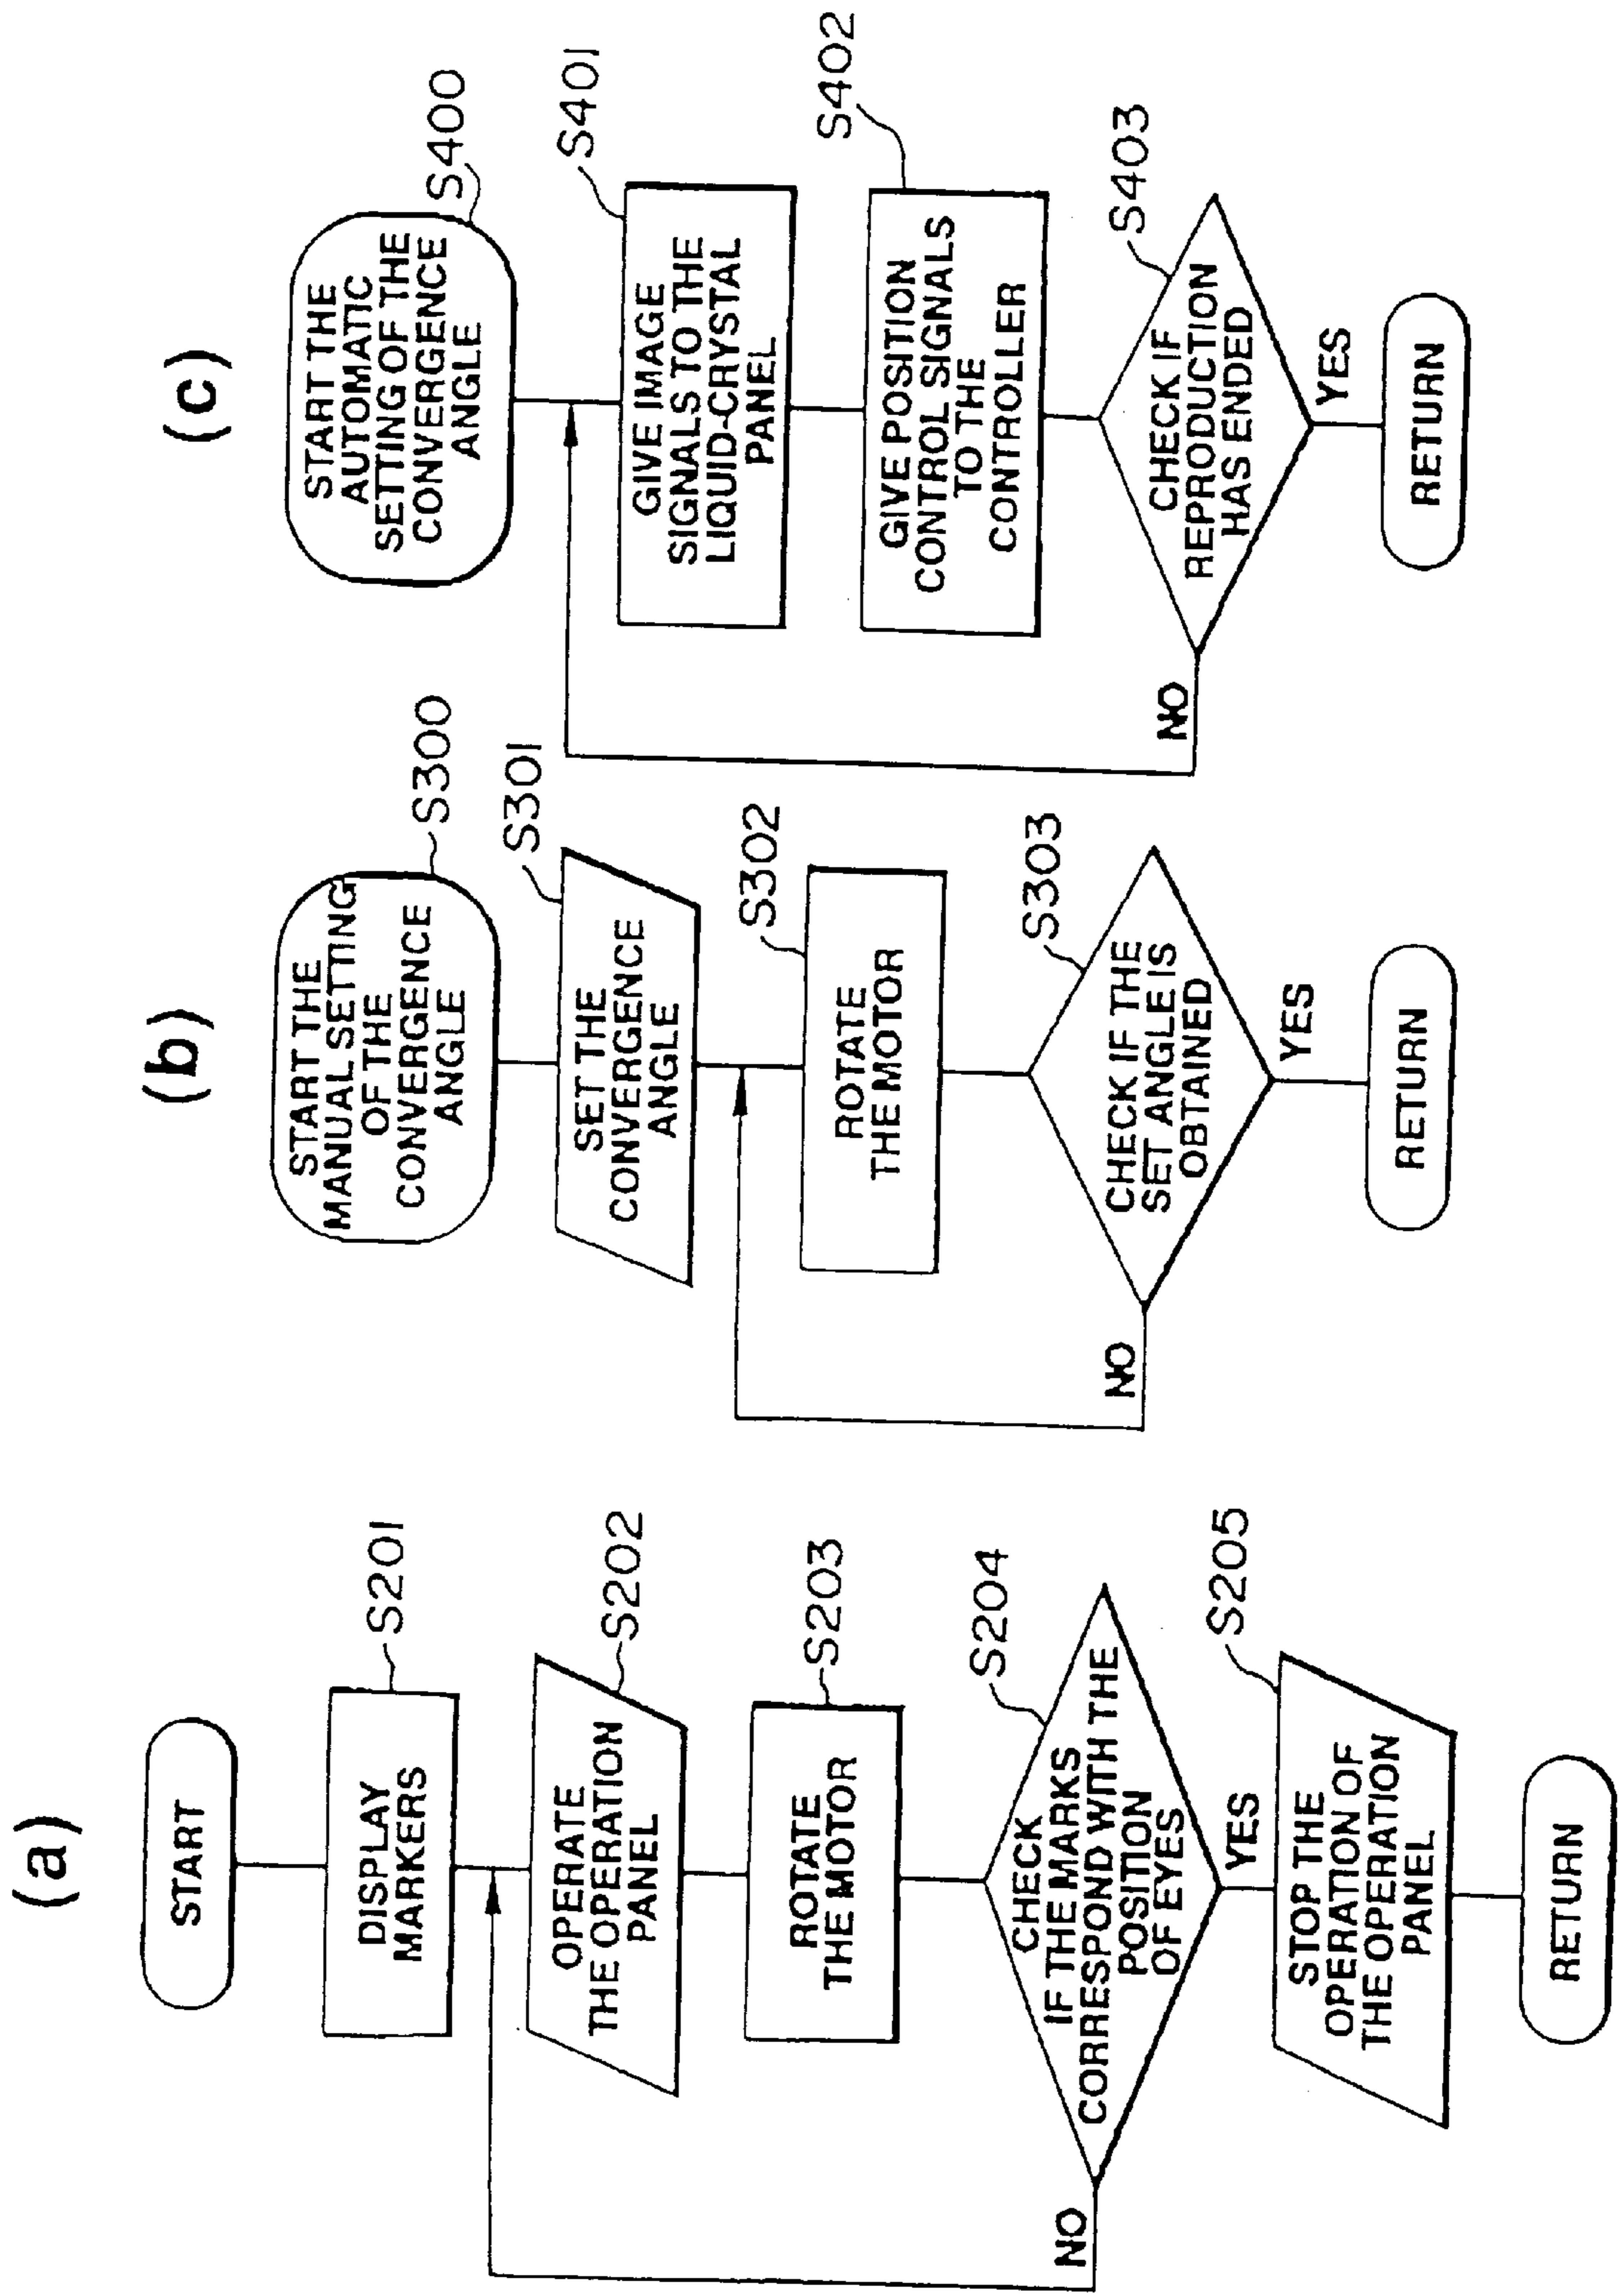 (a)
START
DISPLAY
MARKERS
S201
OPERATE
THE OPERATION
PANEL
S202
ROTATE
THE MOTOR
S203
CHECK
IF THE MARKS
CORRESPOND WITH THE
POSITION
OF EYES
S204
NO
YES
STOP THE
OPERATION OF
THE OPERATION
PANEL
S205
RETURN
(b)
START THE
MANUAL SETTING
OF THE
CONVERGENCE
ANGLE
S300
SET THE
CONVERGENCE
ANGLE
S301
ROTATE
THE MOTOR
S302
CHECK IF THE
SET ANGLE IS
OBTAINED
S303
NO
YES
RETURN
(c)
START THE
AUTOMATIC
SETTING OF THE
CONVERGENCE
ANGLE
S400
GIVE IMAGE
SIGNALS TO THE
LIQUID-CRYSTAL
PANEL
S401
GIVE POSITION
CONTROL SIGNALS
TO THE
CONTROLLER
S402
CHECK IF
REPRODUCTION
HAS ENDED
S403
NO
YES
RETURN